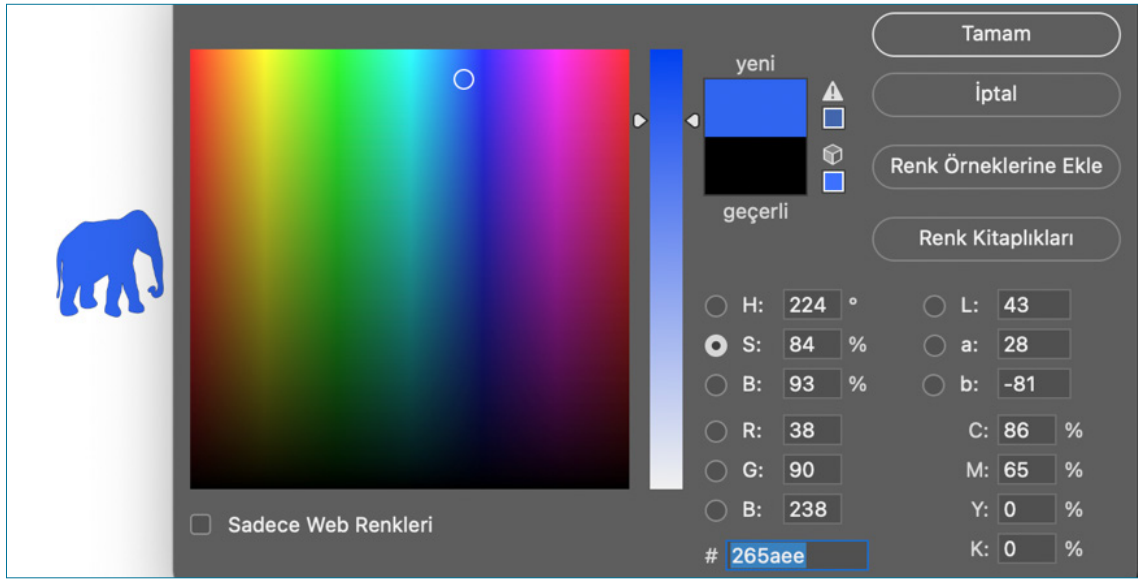 yeni
geçerli
Tamam
İptal
Renk Örneklerine Ekle
Renk Kitaplıkları
H: 224 °
S: 84 %
B: 93 %
R: 38
G: 90
B: 238
# 265aee
L: 43
a: 28
b: -81
C: 86 %
M: 65 %
Y: 0 %
K: 0 %
Sadece Web Renkleri